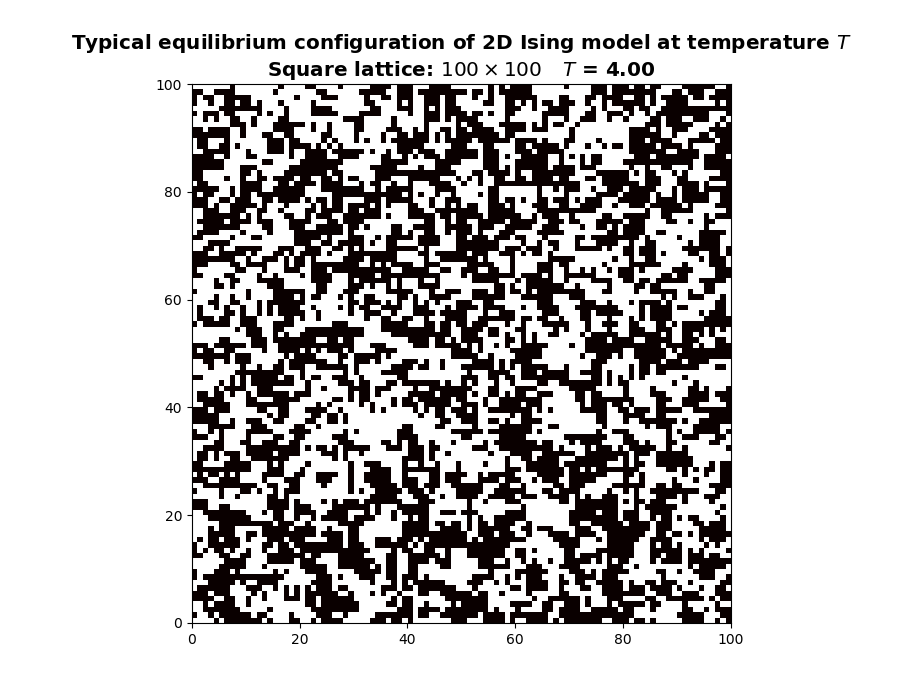 Typical equilibrium configuration of 2D Ising model at temperature T
Square lattice: 100 × 100 T = 4.00
100
80
60
40
20
0
0 20 40 60 80 100